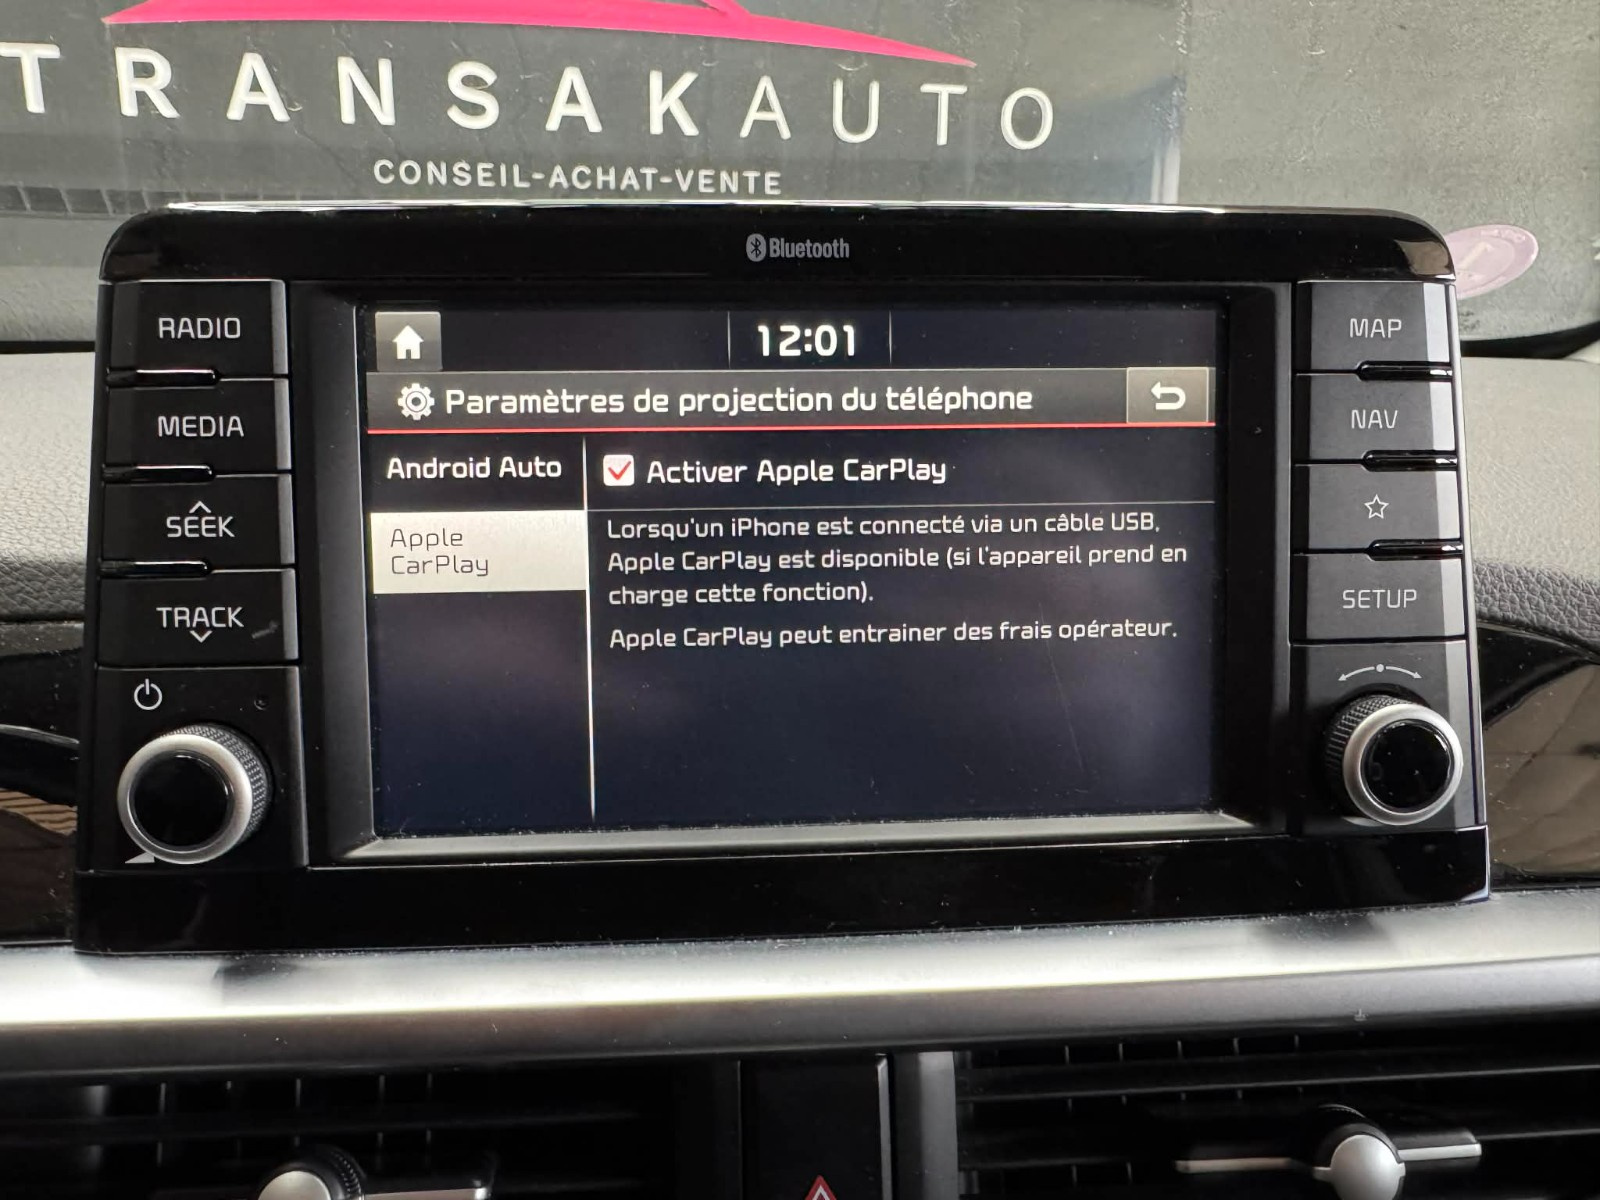 TRANSAKAUTO
CONSEIL-ACHAT-VENTE
Bluetooth
RADIO
MEDIA
SEEK
TRACK
12:01
Paramètres de projection du téléphone
Android Auto
Apple
CarPlay
Activer Apple CarPlay
Lorsqu'un iPhone est connecté via un câble USB,
Apple CarPlay est disponible (si l'appareil prend en
charge cette fonction).
Apple CarPlay peut entrainer des frais opérateur.
MAP
NAV
SETUP